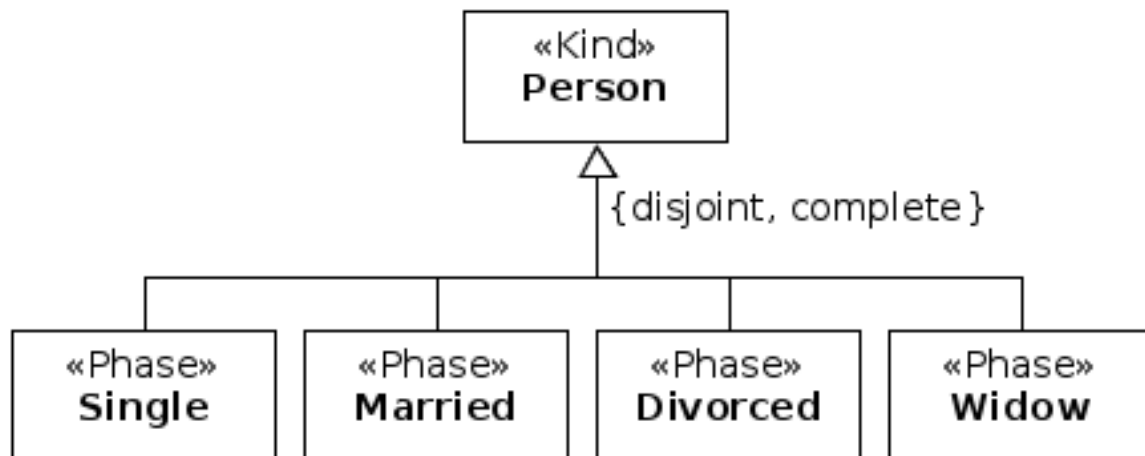 «Kind»
Person
{disjoint, complete}
«Phase»
Single
«Phase»
Married
«Phase»
Divorced
«Phase»
Widow